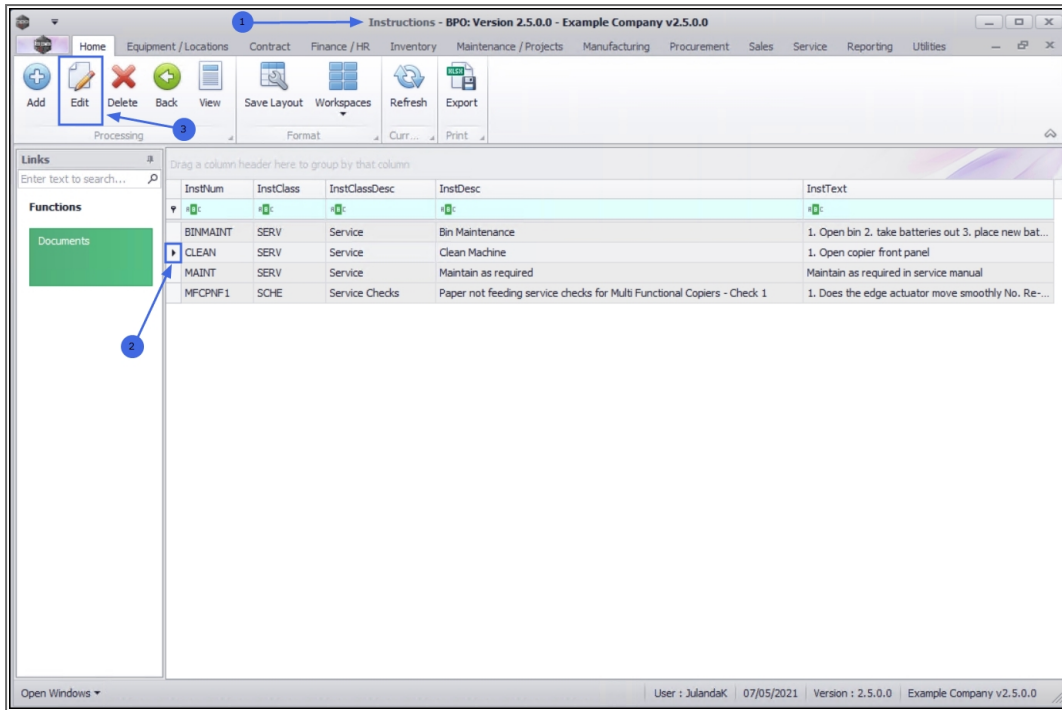 1
Instructions - BPO: Version 2.5.0.0 - Example Company v2.5.0.0
Home Equipment / Locations Contract Finance / HR Inventory Maintenance / Projects Manufacturing Procurement Sales Service Reporting Utilities
Add Edit Delete Back View Save Layout Workspaces Refresh Export
XLSX
3
Processing Format Curr... Print
Links
Drag a column header here to group by that column
Enter text to search...
InstNum InstClass InstClassDesc InstDesc InstText
Functions
Documents
BINMAINT SERV Service Bin Maintenance 1. Open bin 2. take batteries out 3. place new bat...
CLEAN SERV Service Clean Machine 1. Open copier front panel
MAINT SERV Service Maintain as required Maintain as required in service manual
MFCPNF1 SCHE Service Checks Paper not feeding service checks for Multi Functional Copiers - Check 1 1. Does the edge actuator move smoothly No. Re-...
2
Open Windows User : JulandaK 07/05/2021 Version : 2.5.0.0 Example Company v2.5.0.0